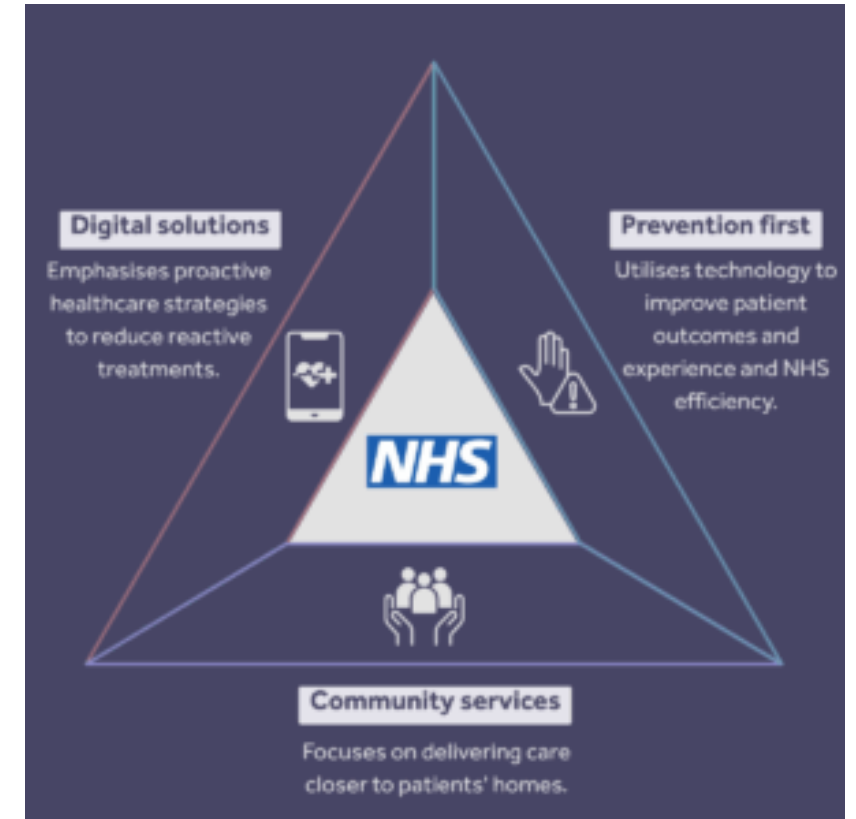 Digital solutions
Emphasises proactive
healthcare strategies
to reduce reactive
treatments.
Prevention first
Utilises technology to
improve patient
outcomes and
experience and NHS
efficiency.
NHS
Community services
Focuses on delivering care
closer to patients' homes.